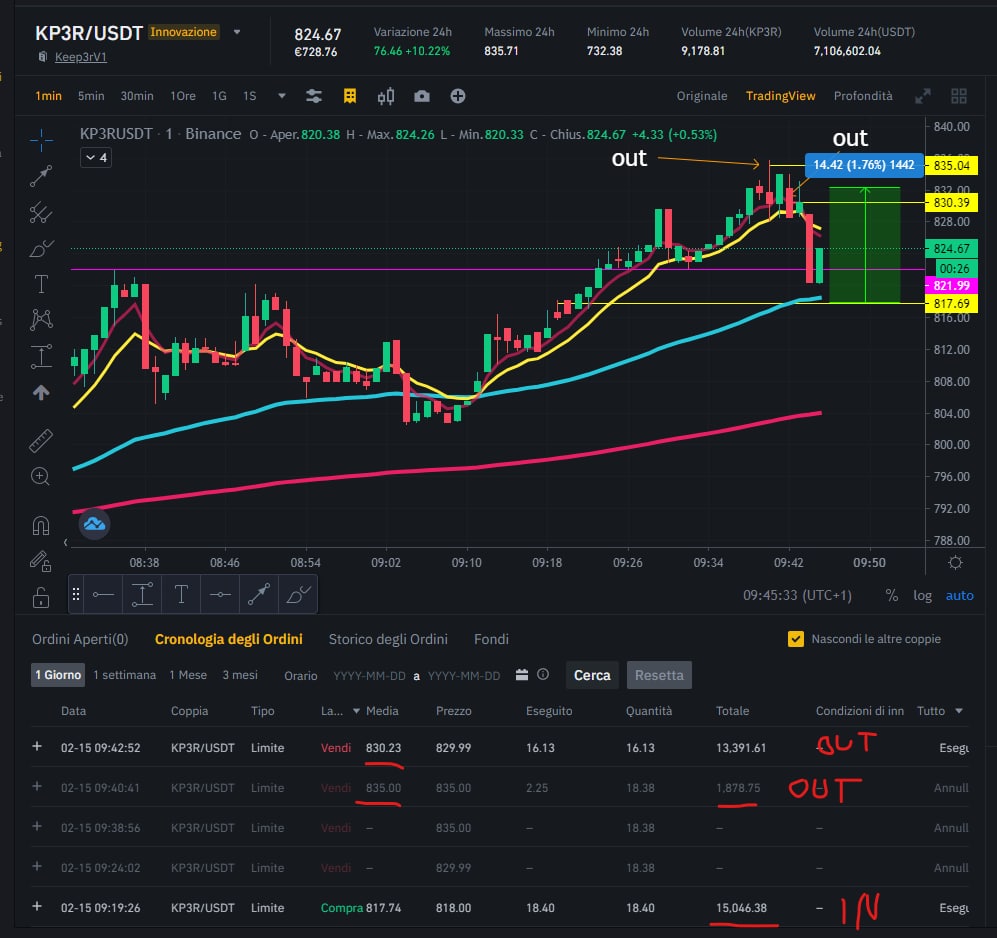 KP3R/USDT Innovazione
Keep3rV1
824.67
€728.76
Variazione 24h
76.46 +10.22%
Massimo 24h
835.71
Minimo 24h
732.38
Volume 24h(KP3R)
9,178.81
Volume 24h(USDT)
7,106,602.04
1min 5min 30min 1Ore 1G 1S
Originale TradingView Profondità
KP3RUSDT · 1 · Binance O - Aper.820.38 H - Max.824.26 L - Min.820.33 C - Chius.824.67 +4.33 (+0.53%)
4
out
out
14.42 (1.76%) 1442
840.00
835.04
832.00
830.39
828.00
824.67
00:26
821.99
817.69
816.00
812.00
808.00
804.00
800.00
796.00
792.00
788.00
08:38 08:46 08:54 09:02 09:10 09:18 09:26 09:34 09:42 09:50
09:45:33 (UTC+1) % log auto
Ordini Aperti(0) Cronologia degli Ordini Storico degli Ordini Fondi
Nascondi le altre coppie
1 Giorno 1 settimana 1 Mese 3 mesi Orario YYYY-MM-DD a YYYY-MM-DD Cerca Resetta
Data Coppia Tipo La... Media Prezzo Eseguito Quantità Totale Condizioni di inn Tutto
+ 02-15 09:42:52 KP3R/USDT Limite Vendi 830.23 829.99 16.13 16.13 13,391.61 – OUT Esegu
+ 02-15 09:40:41 KP3R/USDT Limite Vendi 835.00 835.00 2.25 18.38 1,878.75 – OUT Annull
+ 02-15 09:38:56 KP3R/USDT Limite Vendi – 835.00 – 18.38 – – Annull
+ 02-15 09:24:02 KP3R/USDT Limite Vendi – 829.99 – 18.38 – – Annull
+ 02-15 09:19:26 KP3R/USDT Limite Compra 817.74 818.00 18.40 18.40 15,046.38 – IN Esegu